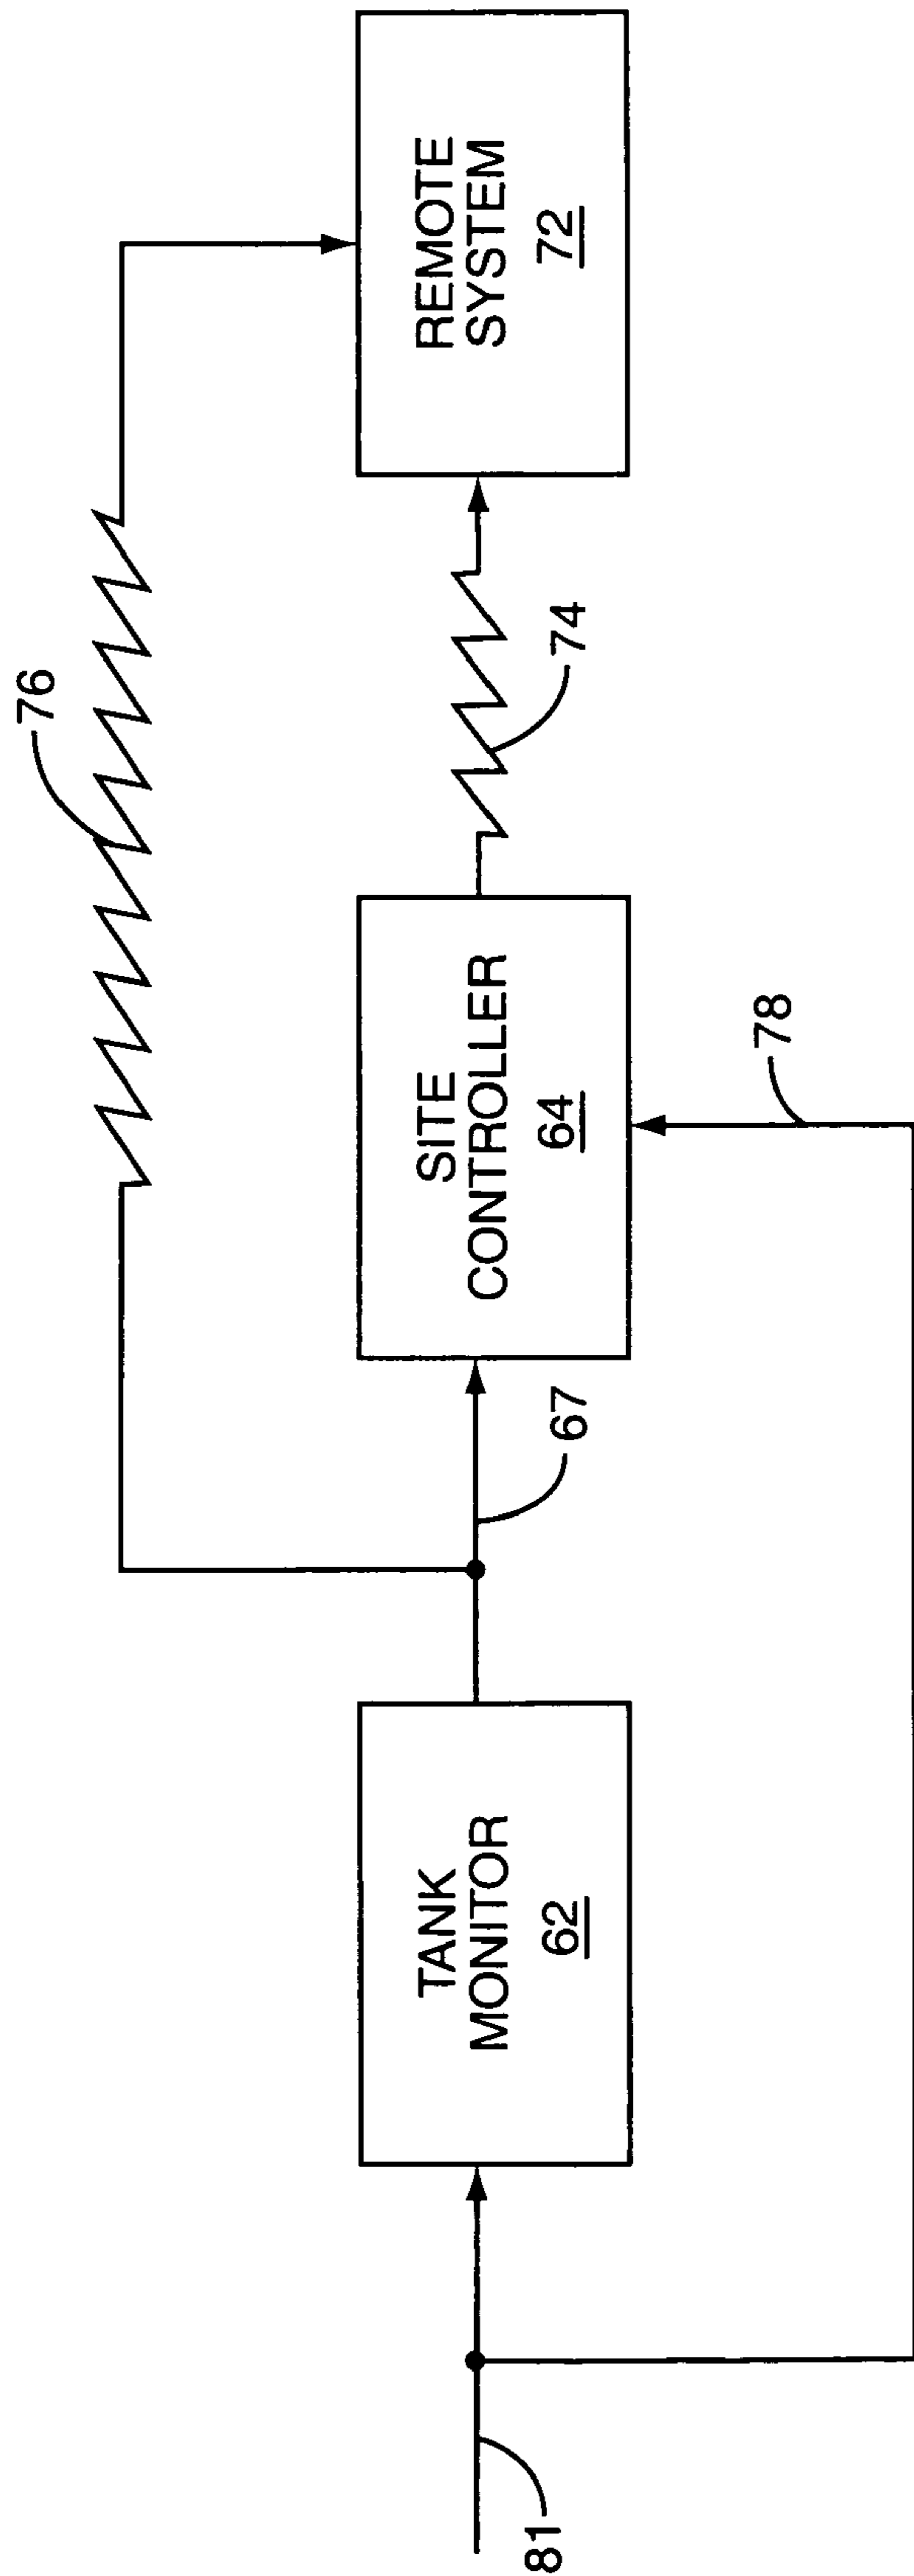 76
REMOTE
SYSTEM
72
74
SITE
CONTROLLER
64
78
67
TANK
MONITOR
62
81